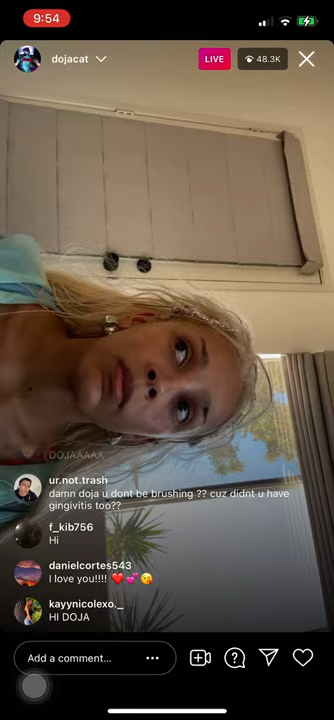 9:54
dojacat
LIVE
48.3K
DOJAAAAA
ur.not.trash
damn doja u dont be brushing ?? cuz didnt u have
gingivitis too??
f_kib756
Hi
danielcortes543
I love you!!!! ❤️💕😘
kayynicolexo._
HI DOJA
Add a comment...